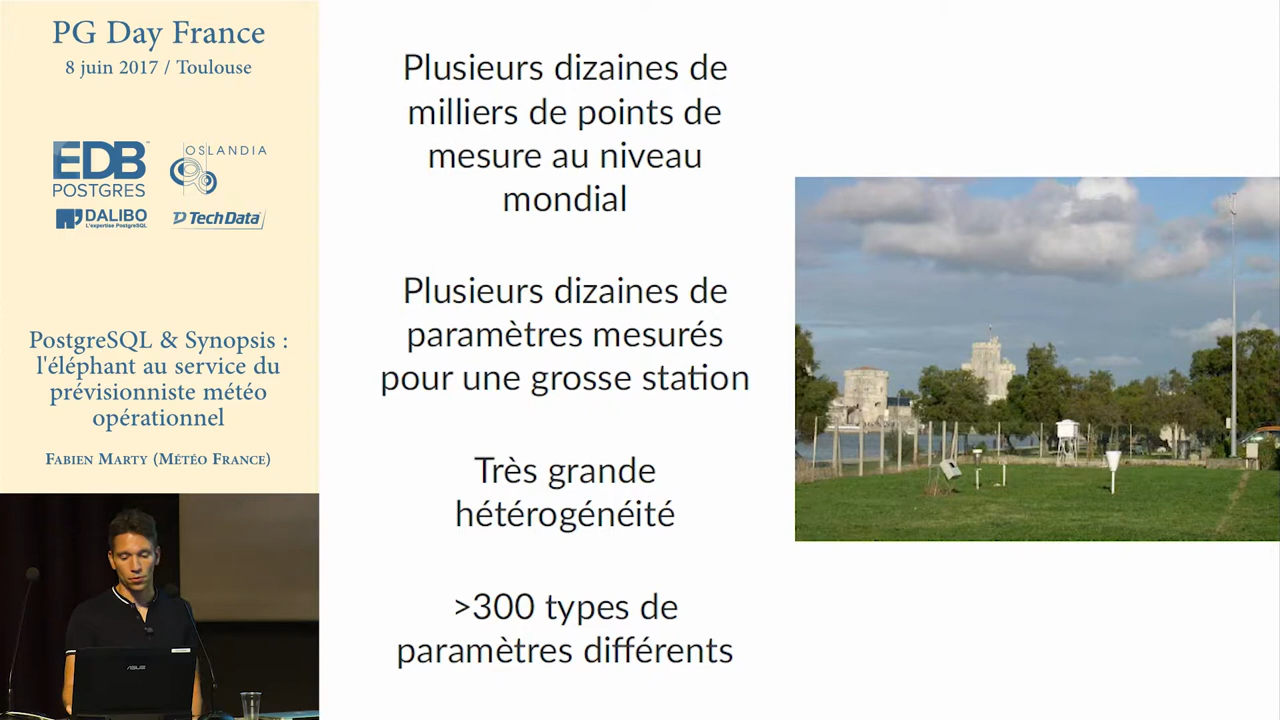 PG Day France
8 juin 2017 / Toulouse
EDB
POSTGRES
OSLANDIA
DALIBO
L'expertise PostgreSQL
TechData
PostgreSQL & Synopsis :
l'éléphant au service du
prévisionniste météo
opérationnel
Fabien Marty (Météo France)
ASUS
Plusieurs dizaines de
milliers de points de
mesure au niveau
mondial
Plusieurs dizaines de
paramètres mesurés
pour une grosse station
Très grande
hétérogénéité
>300 types de
paramètres différents